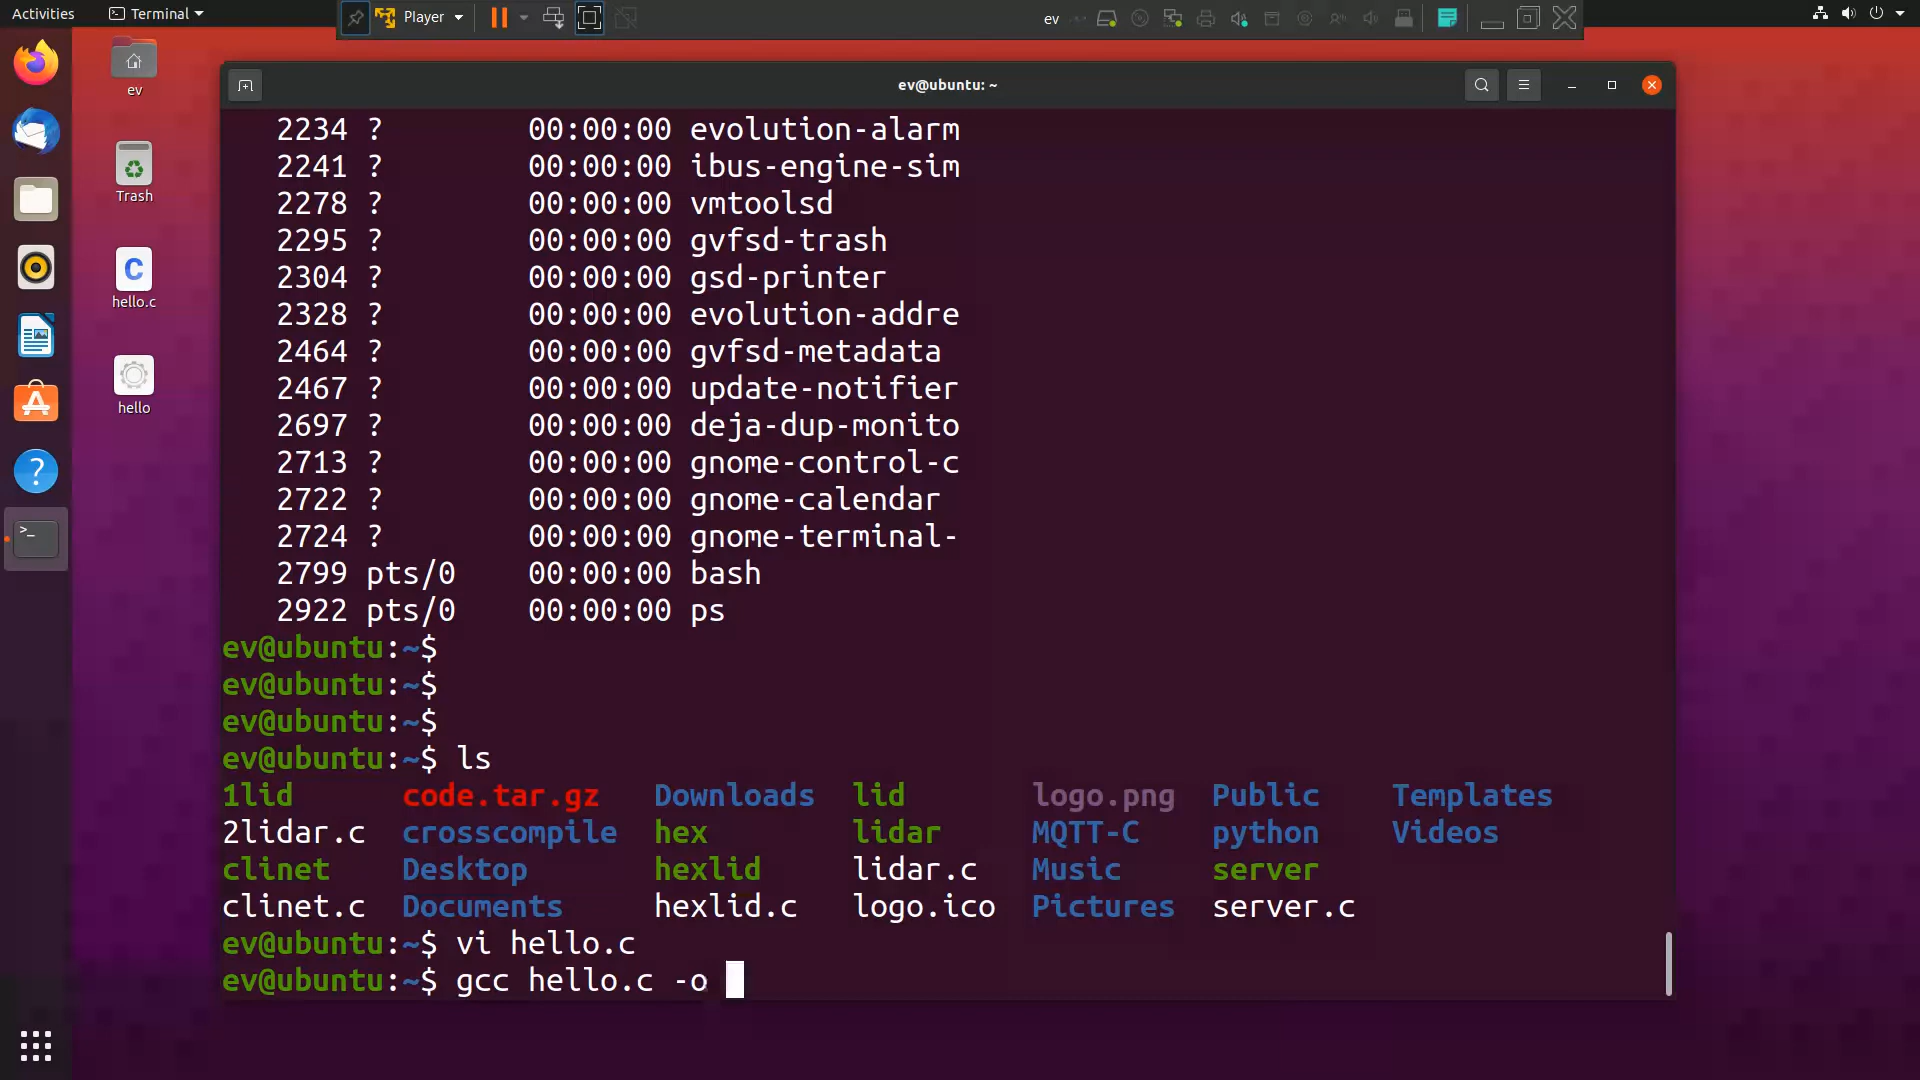 Activities Terminal Player ev
ev
Trash
hello.c
hello
ev@ubuntu: ~
2234 ? 00:00:00 evolution-alarm
2241 ? 00:00:00 ibus-engine-sim
2278 ? 00:00:00 vmtoolsd
2295 ? 00:00:00 gvfsd-trash
2304 ? 00:00:00 gsd-printer
2328 ? 00:00:00 evolution-addre
2464 ? 00:00:00 gvfsd-metadata
2467 ? 00:00:00 update-notifier
2697 ? 00:00:00 deja-dup-monito
2713 ? 00:00:00 gnome-control-c
2722 ? 00:00:00 gnome-calendar
2724 ? 00:00:00 gnome-terminal-
2799 pts/0 00:00:00 bash
2922 pts/0 00:00:00 ps
ev@ubuntu:~$
ev@ubuntu:~$
ev@ubuntu:~$
ev@ubuntu:~$ ls
1lid code.tar.gz Downloads lid logo.png Public Templates
2lidar.c crosscompile hex lidar MQTT-C python Videos
clinet Desktop hexlid lidar.c Music server
clinet.c Documents hexlid.c logo.ico Pictures server.c
ev@ubuntu:~$ vi hello.c
ev@ubuntu:~$ gcc hello.c -o